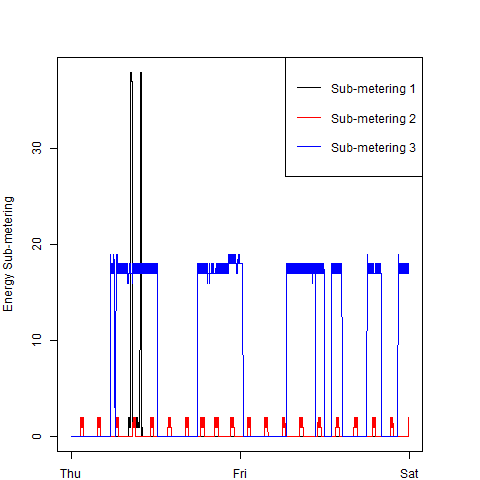 Sub-metering 1
Sub-metering 2
Sub-metering 3
Energy Sub-metering
30
20
10
0
Thu Fri Sat